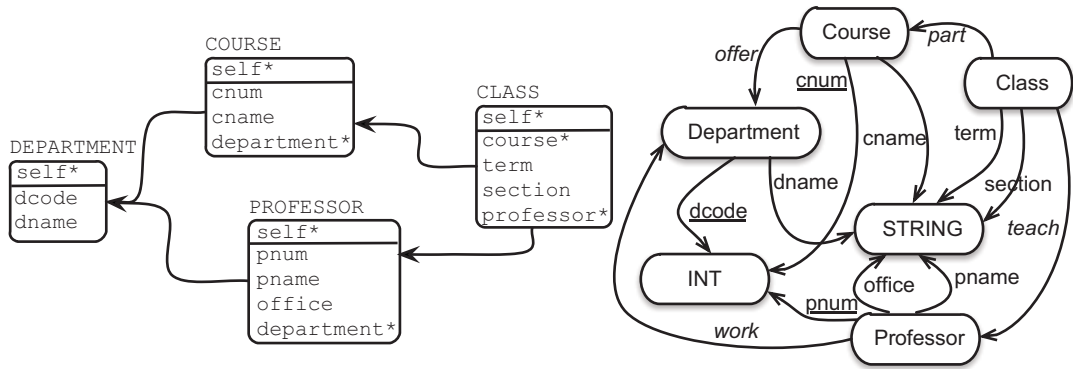 COURSE
self*
cnum
cname
department*
CLASS
self*
course*
term
section
professor*
DEPARTMENT
self*
dcode
dname
PROFESSOR
self*
pnum
pname
office
department*
Course
part
offer
cnum
Class
Department
cname
term
dname
section
dcode
STRING
teach
INT
office
pname
pnum
work
Professor